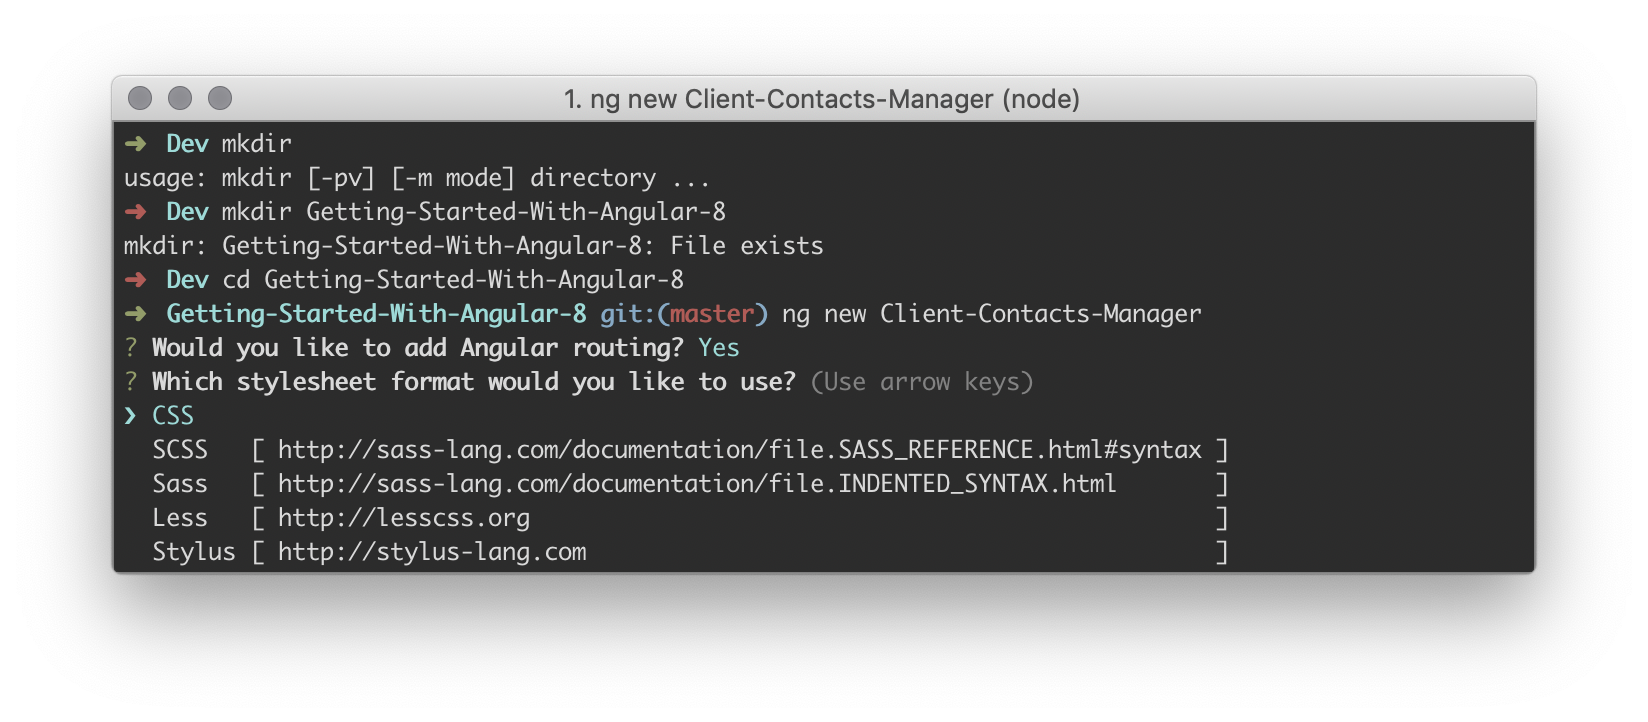 1. ng new Client-Contacts-Manager (node)
➜ Dev mkdir
usage: mkdir [-pv] [-m mode] directory ...
➜ Dev mkdir Getting-Started-With-Angular-8
mkdir: Getting-Started-With-Angular-8: File exists
➜ Dev cd Getting-Started-With-Angular-8
➜ Getting-Started-With-Angular-8 git:(master) ng new Client-Contacts-Manager
? Would you like to add Angular routing? Yes
? Which stylesheet format would you like to use? (Use arrow keys)
❯ CSS
SCSS [ http://sass-lang.com/documentation/file.SASS_REFERENCE.html#syntax ]
Sass [ http://sass-lang.com/documentation/file.INDENTED_SYNTAX.html ]
Less [ http://lesscss.org ]
Stylus [ http://stylus-lang.com ]